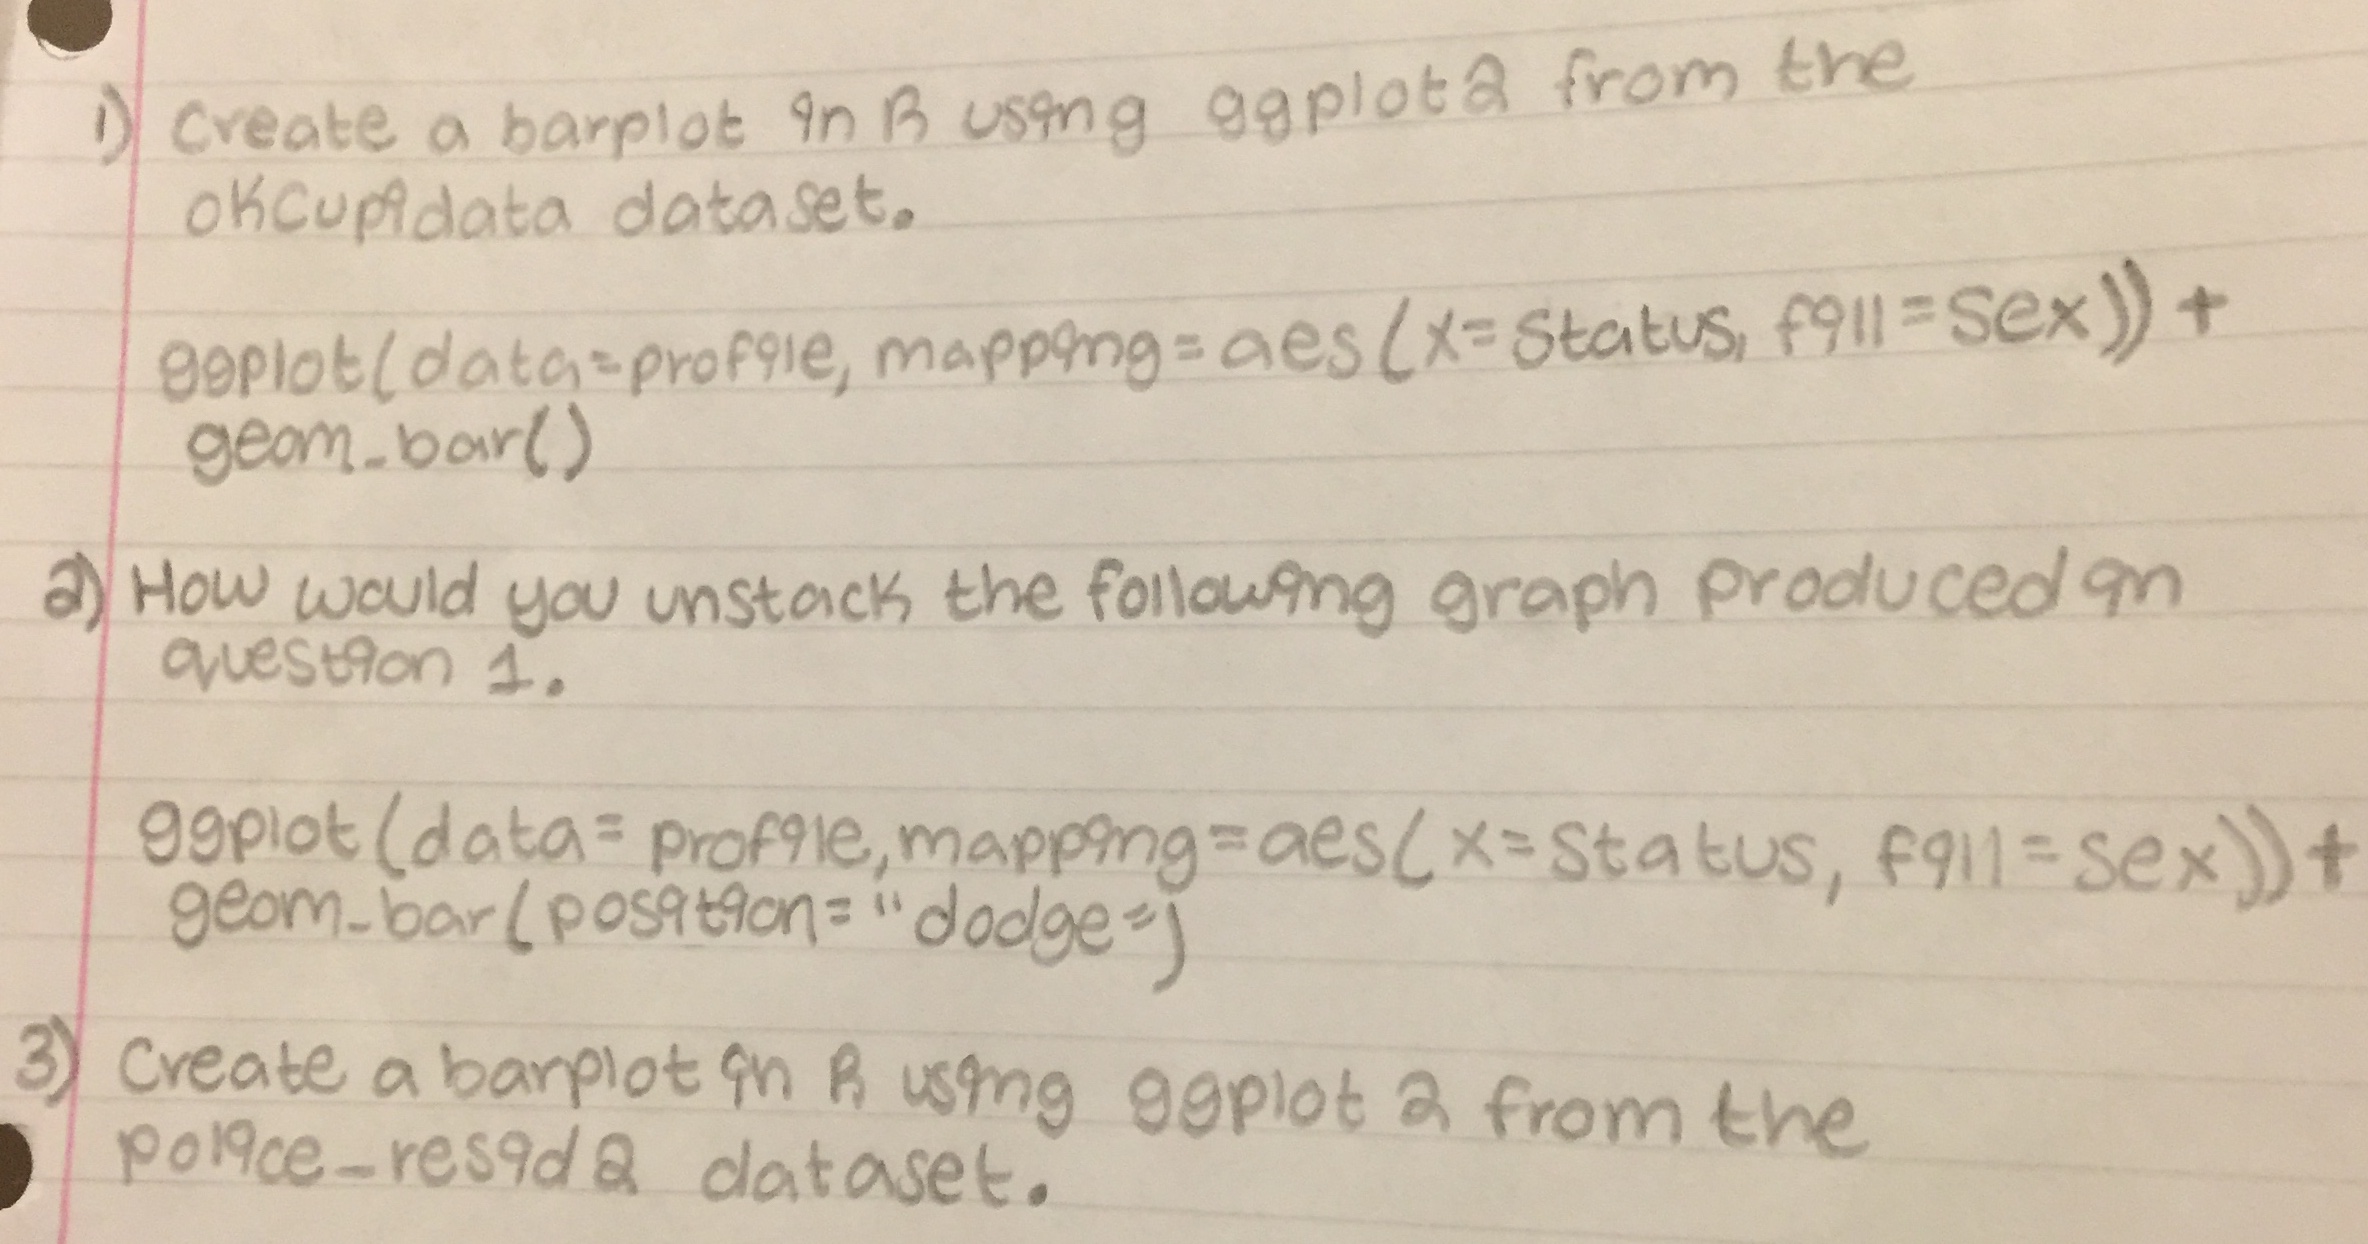 1) Create a barplot in R using ggplot2 from the
okcupidata dataset.
ggplot(data=profile, mapping=aes(x=status, fill=sex)) +
geom_bar()
2) How would you unstack the following graph produced in
question 1.
ggplot(data=profile, mapping=aes(x=status, fill=sex)) +
geom_bar(position="dodge")
3) Create a barplot in R using ggplot 2 from the
police_resid2 dataset.